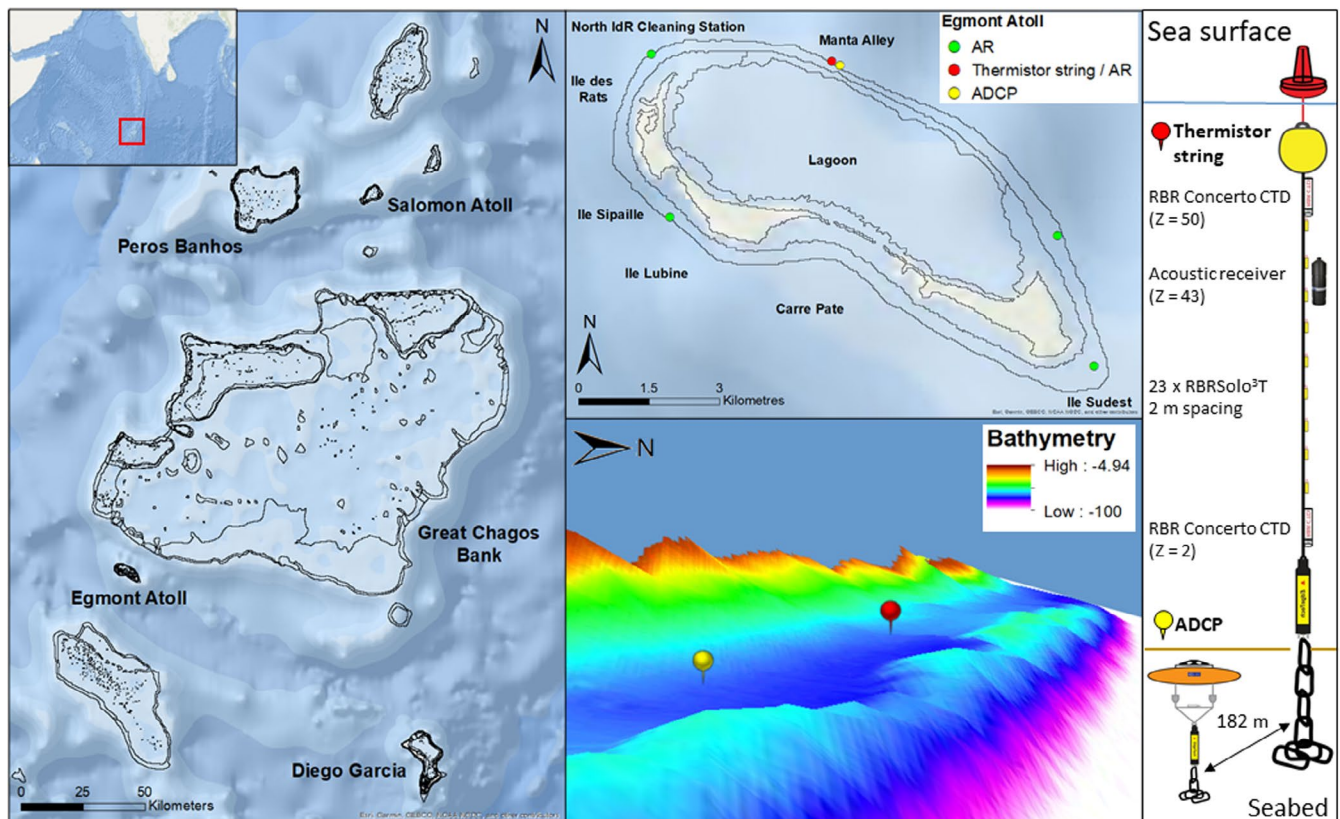 N
Salomon Atoll
Peros Banhos
Great Chagos
Bank
Egmont Atoll
Diego Garcia
0 25 50
Kilometers
North IdR Cleaning Station
Manta Alley
Ile des
Rats
Lagoon
Ile Sipaille
Ile Lubine
Carre Pate
Ile Sudest
N
0 1.5 3
Kilometres
Egmont Atoll
AR
Thermistor string / AR
ADCP
N
Bathymetry
High : -4.94
Low : -100
Sea surface
Thermistor
string
RBR Concerto CTD
(Z = 50)
Acoustic receiver
(Z = 43)
23 x RBRSolo³T
2 m spacing
RBR Concerto CTD
(Z = 2)
ADCP
182 m
Seabed